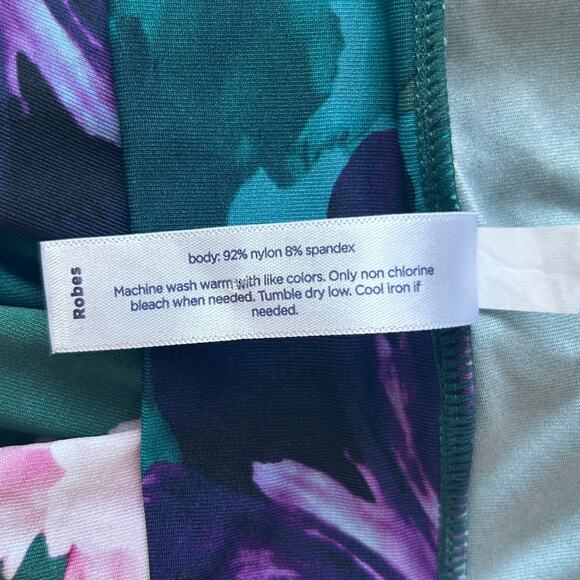 Robes
body: 92% nylon 8% spandex
Machine wash warm with like colors. Only non chlorine
bleach when needed. Tumble dry low. Cool iron if
needed.